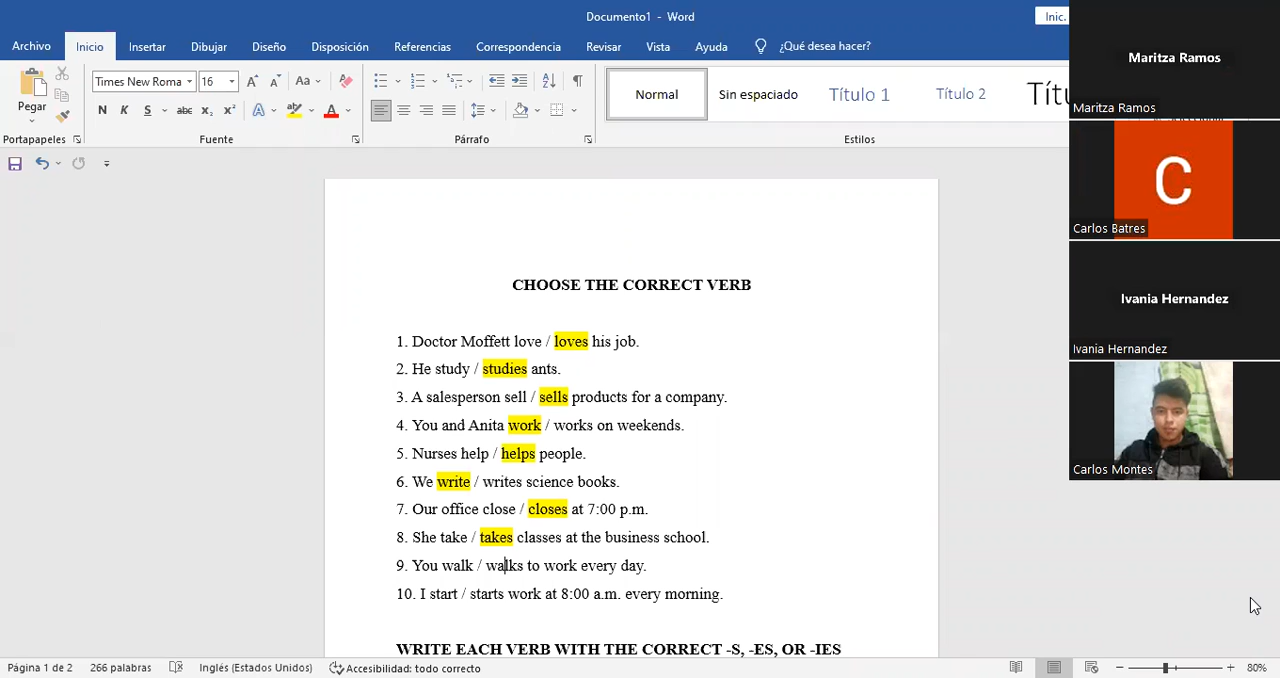 Documento1 - Word
Inic.
Archivo Inicio Insertar Dibujar Diseño Disposición Referencias Correspondencia Revisar Vista Ayuda ¿Qué desea hacer?
Pegar
Times New Roma 16
Aa
N K S abc x₂ x² A A
Normal
Sin espaciado
Título 1
Título 2
Títu
Portapapeles Fuente Párrafo Estilos
CHOOSE THE CORRECT VERB
1. Doctor Moffett love / loves his job.
2. He study / studies ants.
3. A salesperson sell / sells products for a company.
4. You and Anita work / works on weekends.
5. Nurses help / helps people.
6. We write / writes science books.
7. Our office close / closes at 7:00 p.m.
8. She take / takes classes at the business school.
9. You walk / walks to work every day.
10. I start / starts work at 8:00 a.m. every morning.
WRITE EACH VERB WITH THE CORRECT -S, -ES, OR -IES
Maritza Ramos
Maritza Ramos
C
Carlos Batres
Ivania Hernandez
Ivania Hernandez
Carlos Montes
Página 1 de 2 266 palabras Inglés (Estados Unidos) Accesibilidad: todo correcto 80%